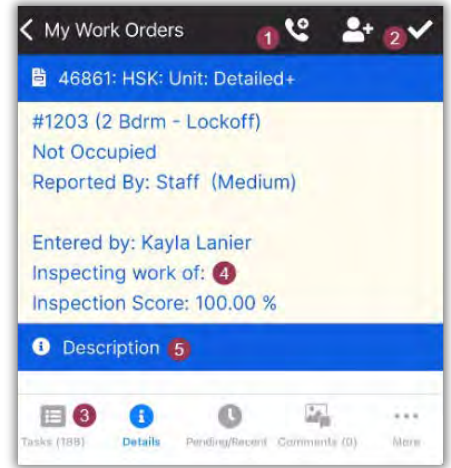 My Work Orders 1 2
46861: HSK: Unit: Detailed+
#1203 (2 Bdrm - Lockoff)
Not Occupied
Reported By: Staff (Medium)
Entered by: Kayla Lanier
Inspecting work of: 4
Inspection Score: 100.00 %
Description 5
3
Tasks (188) Details Pending/Recent Comments (0) More